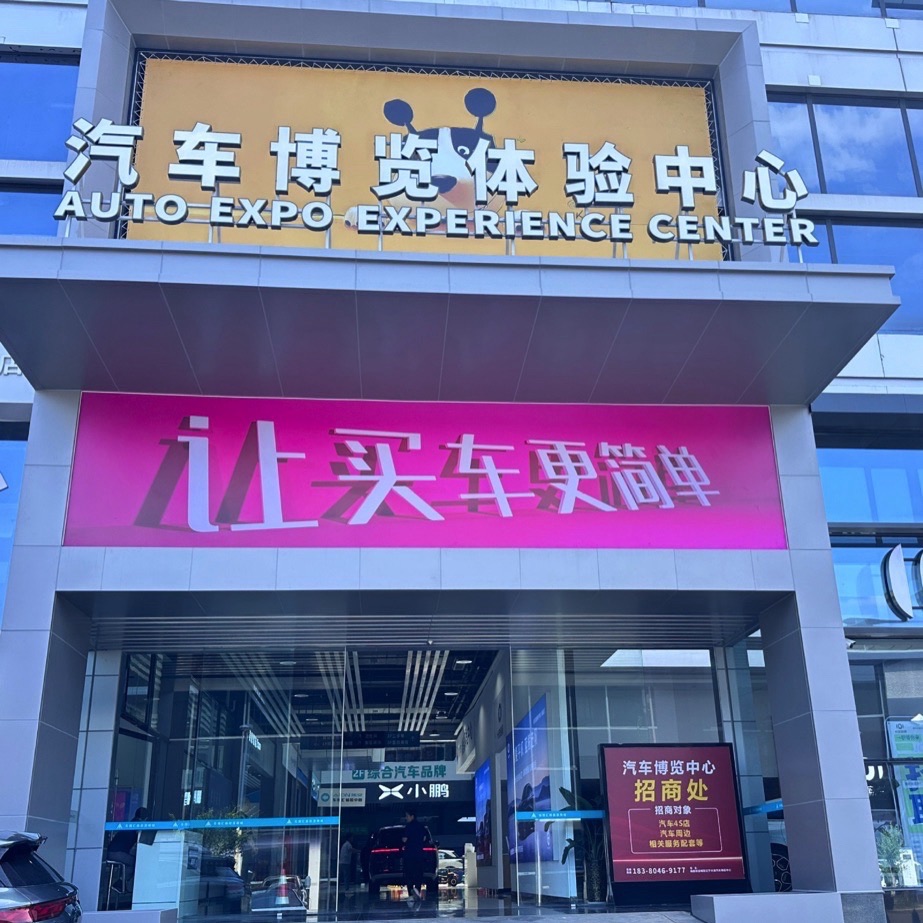 汽车博览体验中心
AUTO EXPO EXPERIENCE CENTER
让买车更简单
店
2F 综合汽车品牌
小鹏
汽车博览中心
招商处
招商对象
汽车4S店
汽车周边
相关服务配套等
183-8046-9177